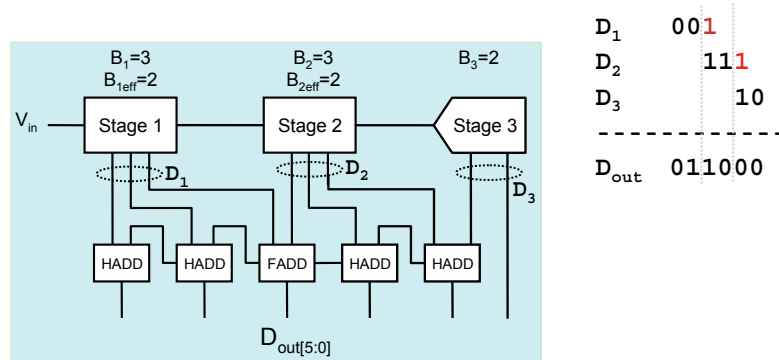 B1=3
B1eff=2
B2=3
B2eff=2
B3=2
Vin
Stage 1
Stage 2
Stage 3
D1
D2
D3
HADD
HADD
FADD
HADD
HADD
Dout[5:0]
D1 001
D2 111
D3 10
Dout 011000